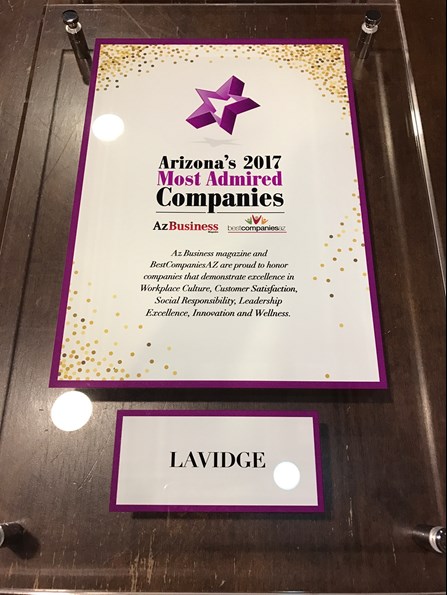 Arizona's 2017
Most Admired
Companies
AzBusiness bestcompaniesaz
Az Business magazine and
BestCompaniesAZ are proud to honor
companies that demonstrate excellence in
Workplace Culture, Customer Satisfaction,
Social Responsibility, Leadership
Excellence, Innovation and Wellness.
LAVIDGE